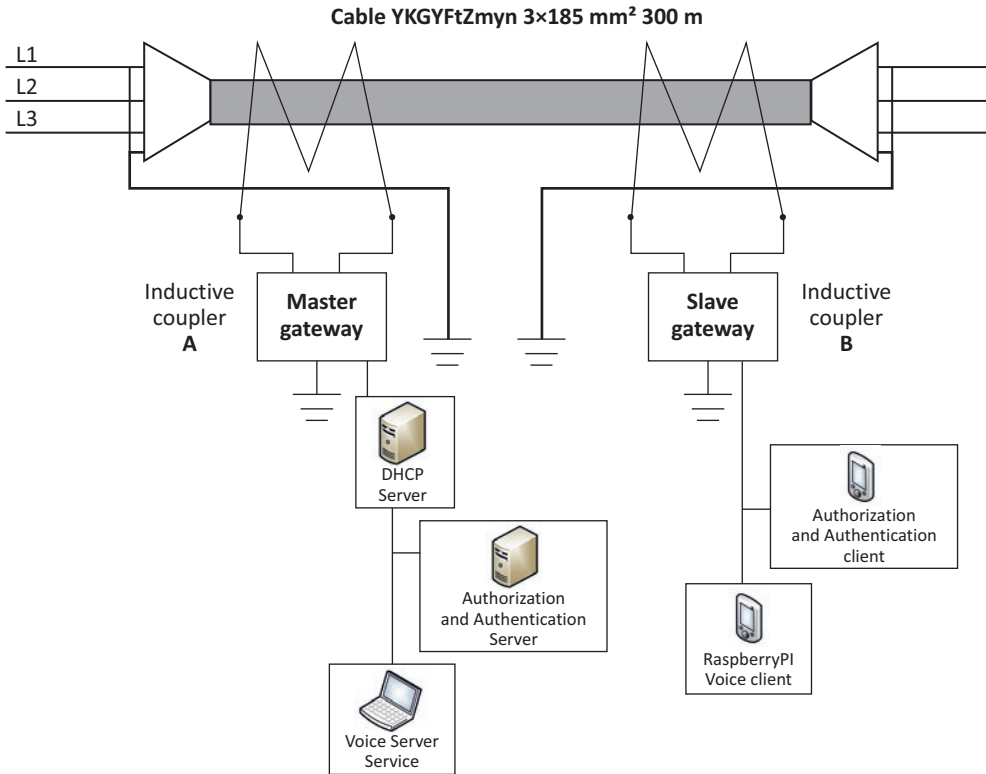 Cable YKGYFtZmyn 3×185 mm² 300 m
L1
L2
L3
Inductive
coupler
A
Master
gateway
Slave
gateway
Inductive
coupler
B
DHCP
Server
Authorization
and Authentication
Server
Voice Server
Service
Authorization
and Authentication
client
RaspberryPI
Voice client